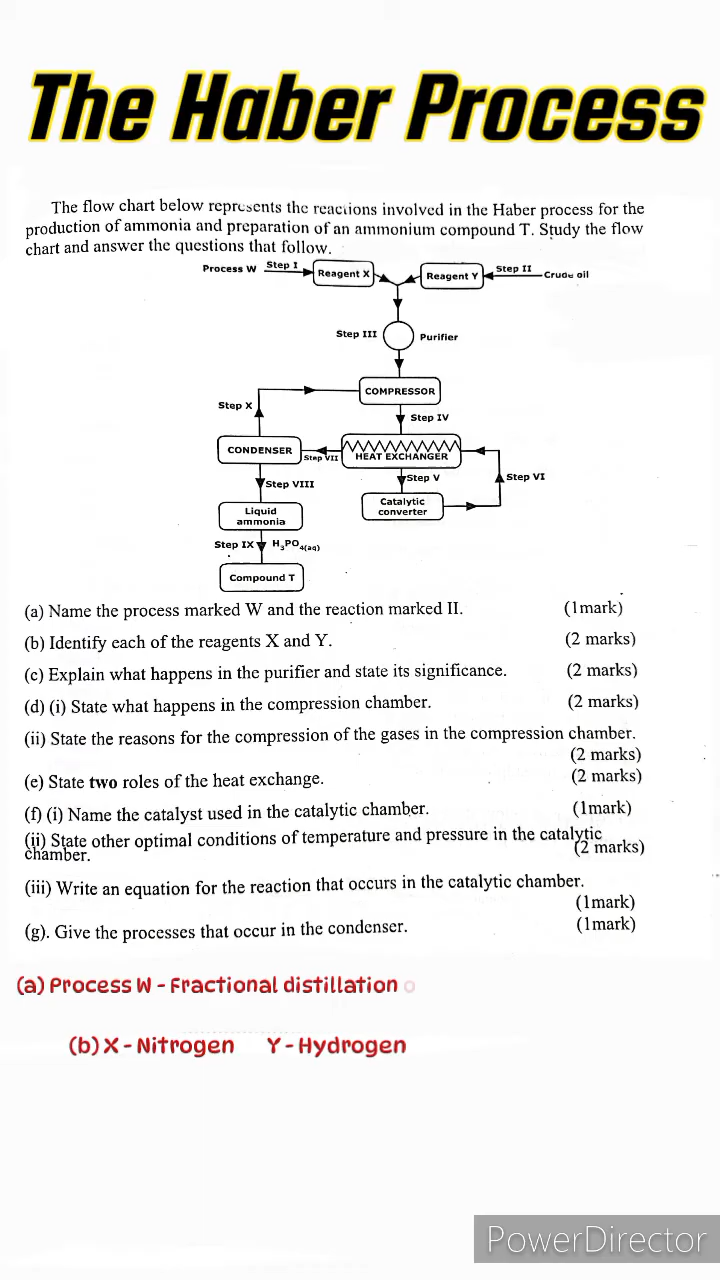 The Haber Process
The flow chart below represents the reactions involved in the Haber process for the
production of ammonia and preparation of an ammonium compound T. Study the flow
chart and answer the questions that follow.
Process W Step I Reagent X Reagent Y Step II Crude oil
Step III Purifier
COMPRESSOR
Step X
Step IV
CONDENSER Step VII HEAT EXCHANGER
Step VIII Step V Step VI
Catalytic
converter
Liquid
ammonia
Step IX H3PO4(aq)
Compound T
(a) Name the process marked W and the reaction marked II. (1mark)
(b) Identify each of the reagents X and Y. (2 marks)
(c) Explain what happens in the purifier and state its significance. (2 marks)
(d) (i) State what happens in the compression chamber. (2 marks)
(ii) State the reasons for the compression of the gases in the compression chamber.
(2 marks)
(e) State two roles of the heat exchange. (2 marks)
(f) (i) Name the catalyst used in the catalytic chamber. (1mark)
(ii) State other optimal conditions of temperature and pressure in the catalytic
chamber. (2 marks)
(iii) Write an equation for the reaction that occurs in the catalytic chamber.
(1mark)
(g). Give the processes that occur in the condenser. (1mark)
(a) Process W - Fractional distillation o
(b) X - Nitrogen Y - Hydrogen
PowerDirector